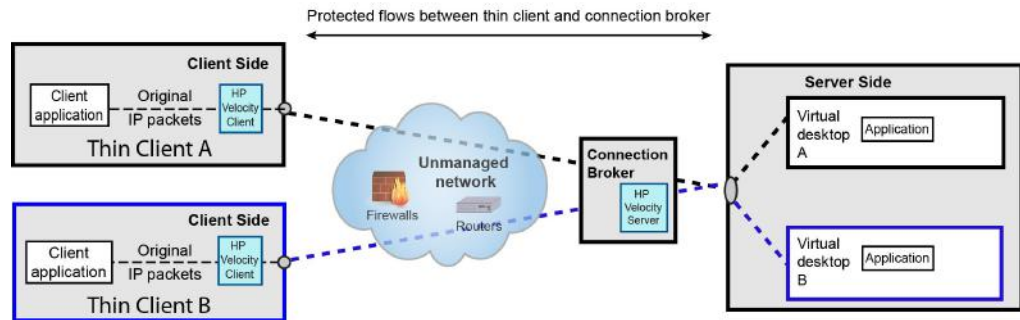 Protected flows between thin client and connection broker
Client Side
Client
application
Original
IP packets
HP
Velocity
Client
Thin Client A
Client Side
Client
application
Original
IP packets
HP
Velocity
Client
Thin Client B
Unmanaged
network
Firewalls
Routers
Connection
Broker
HP
Velocity
Server
Server Side
Virtual
desktop
A
Application
Virtual
desktop
B
Application